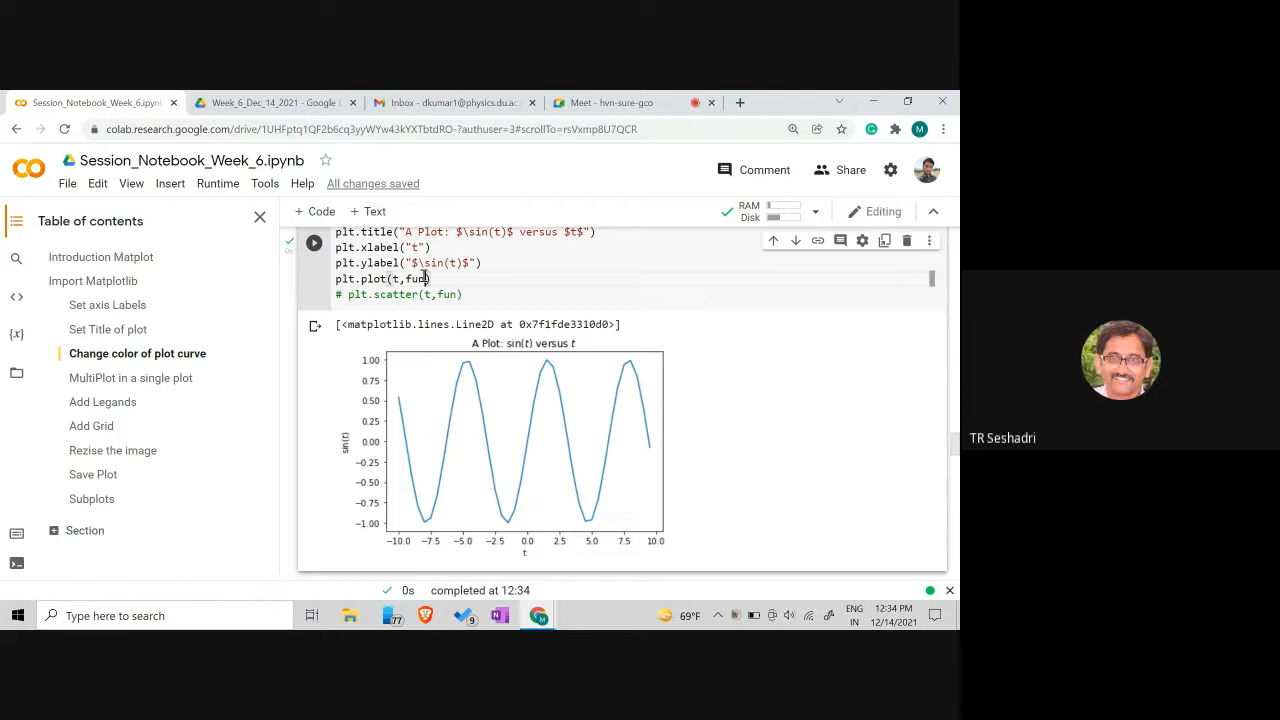 Session_Notebook_Week_6.ipynb
Week_6_Dec_14_2021 - Google
Inbox - dkumar1@physics.du.ac.
Meet - hvn-sure-gco
colab.research.google.com/drive/1UHFptq1QF2b6cq3yyWYw43kYXTbtdRO-?authuser=3#scrollTo=rsVxmp8U7QCR
M
Session_Notebook_Week_6.ipynb
Comment
Share
File Edit View Insert Runtime Tools Help All changes saved
Table of contents
+ Code + Text
RAM
Disk
Editing
Introduction Matplot
Import Matplotlib
Set axis Labels
Set Title of plot
Change color of plot curve
MultiPlot in a single plot
Add Legands
Add Grid
Rezise the image
Save Plot
Subplots
Section
0s
plt.title("A Plot: $\sin(t)$ versus $t$")
plt.xlabel("t")
plt.ylabel("$\sin(t)$")
plt.plot(t,fun)
# plt.scatter(t,fun)
[<matplotlib.lines.Line2D at 0x7f1fde3310d0>]
A Plot: sin(t) versus t
1.00
0.75
0.50
0.25
0.00
−0.25
−0.50
−0.75
−1.00
sin(t)
−10.0 −7.5 −5.0 −2.5 0.0 2.5 5.0 7.5 10.0
t
0s completed at 12:34
Type here to search
77
9
69°F
ENG
IN
12:34 PM
12/14/2021
TR Seshadri